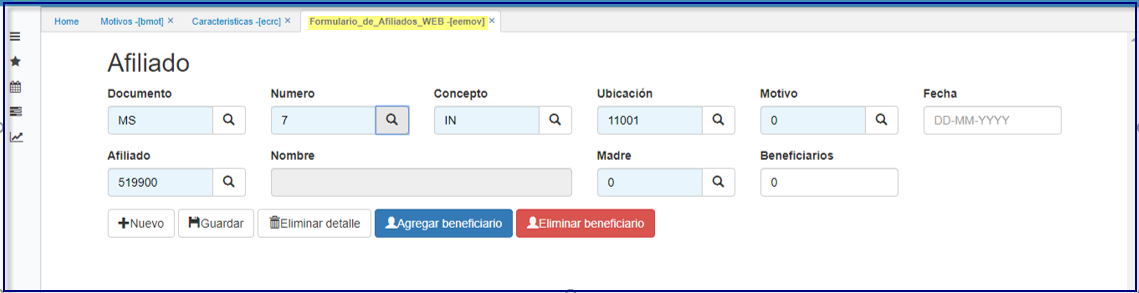 Home Motivos -[bmot] × Caracteristicas -[ecrc] × Formulario_de_Afiliados_WEB -[eemov] ×
Afiliado
Documento Numero Concepto Ubicación Motivo Fecha
MS 7 IN 11001 0 DD-MM-YYYY
Afiliado Nombre Madre Beneficiarios
519900 0 0
Nuevo Guardar Eliminar detalle Agregar beneficiario Eliminar beneficiario